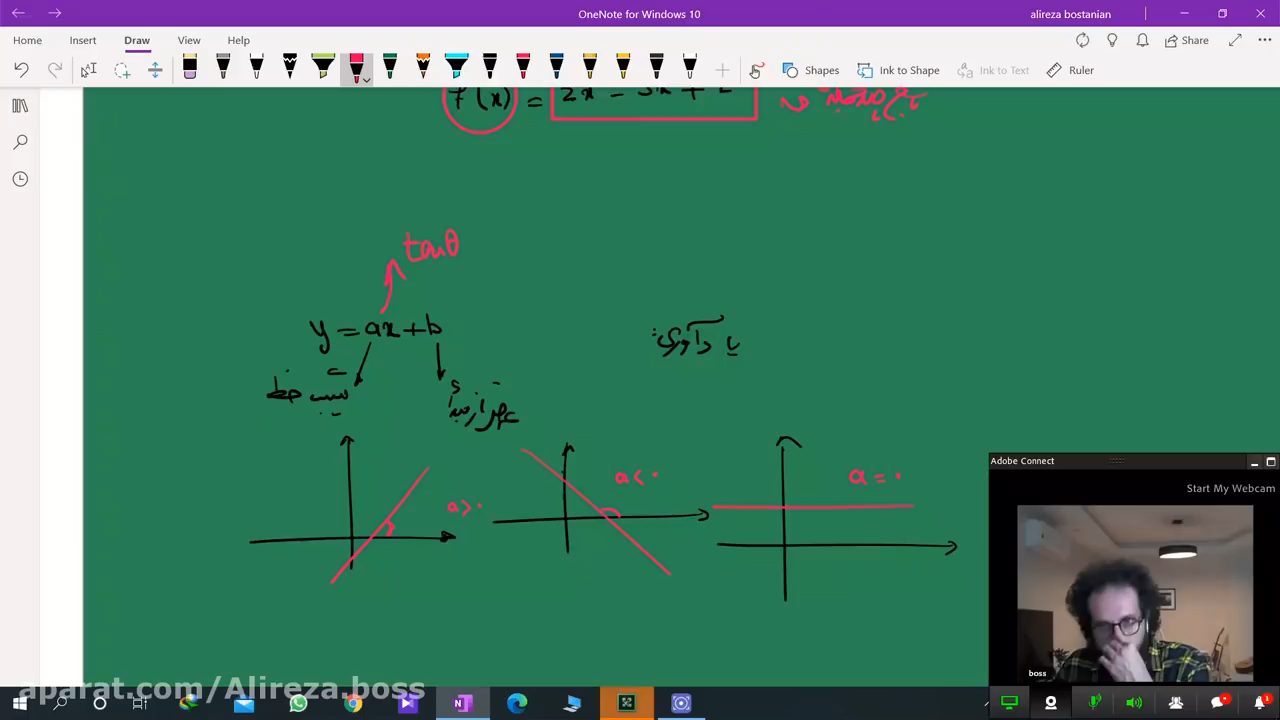 OneNote for Windows 10
alireza bostanian
Home Insert Draw View Help
Share
Shapes
Ink to Shape
Ink to Text
Ruler
f(x) =
تابع
tanθ
y = ax + b
یادآوری:
شیب خط
عرض از مبدأ
a > ۰
a < ۰
a = ۰
Adobe Connect
Start My Webcam
boss
aparat.com/Alireza.boss